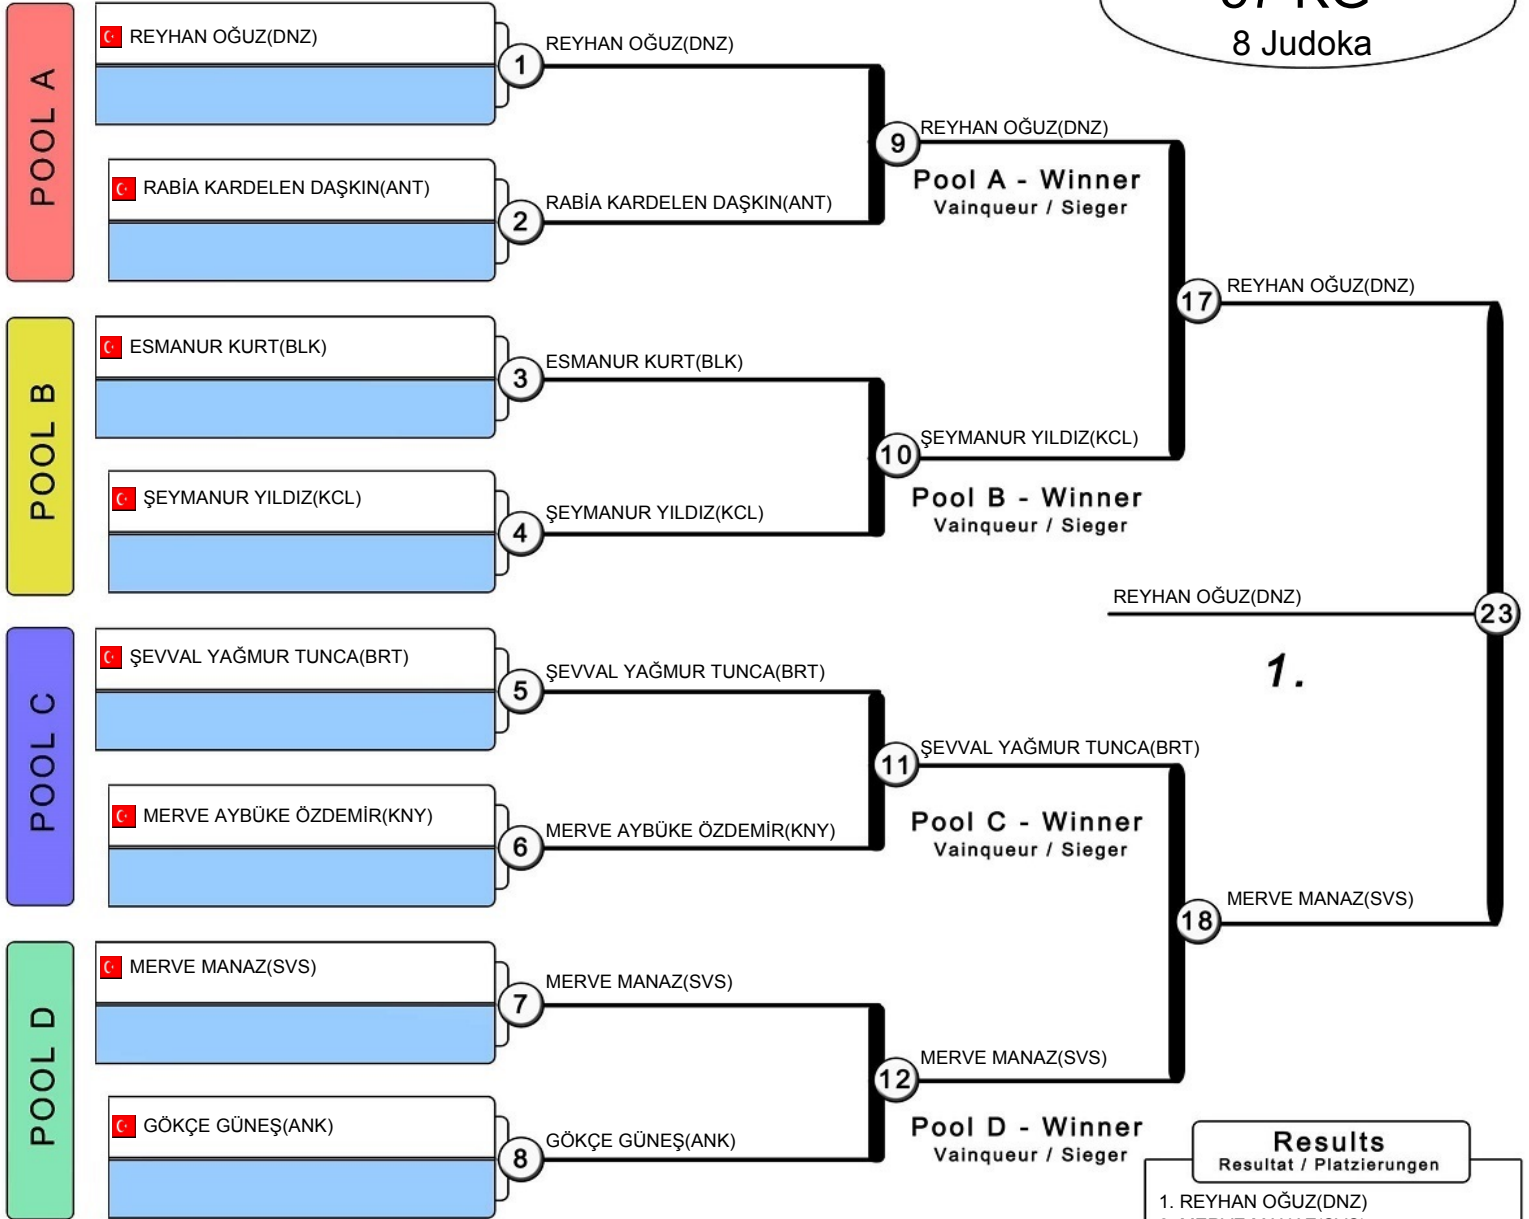 8 Judoka
POOL A
REYHAN OĞUZ(DNZ)
1
REYHAN OĞUZ(DNZ)
RABİA KARDELEN DAŞKIN(ANT)
2
RABİA KARDELEN DAŞKIN(ANT)
9
REYHAN OĞUZ(DNZ)
Pool A - Winner
Vainqueur / Sieger
POOL B
ESMANUR KURT(BLK)
3
ESMANUR KURT(BLK)
ŞEYMANUR YILDIZ(KCL)
4
ŞEYMANUR YILDIZ(KCL)
10
ŞEYMANUR YILDIZ(KCL)
Pool B - Winner
Vainqueur / Sieger
17
REYHAN OĞUZ(DNZ)
REYHAN OĞUZ(DNZ)
23
1.
POOL C
ŞEVVAL YAĞMUR TUNCA(BRT)
5
ŞEVVAL YAĞMUR TUNCA(BRT)
MERVE AYBÜKE ÖZDEMİR(KNY)
6
MERVE AYBÜKE ÖZDEMİR(KNY)
11
ŞEVVAL YAĞMUR TUNCA(BRT)
Pool C - Winner
Vainqueur / Sieger
18
MERVE MANAZ(SVS)
POOL D
MERVE MANAZ(SVS)
7
MERVE MANAZ(SVS)
GÖKÇE GÜNEŞ(ANK)
8
GÖKÇE GÜNEŞ(ANK)
12
MERVE MANAZ(SVS)
Pool D - Winner
Vainqueur / Sieger
Results
Resultat / Platzierungen
1. REYHAN OĞUZ(DNZ)